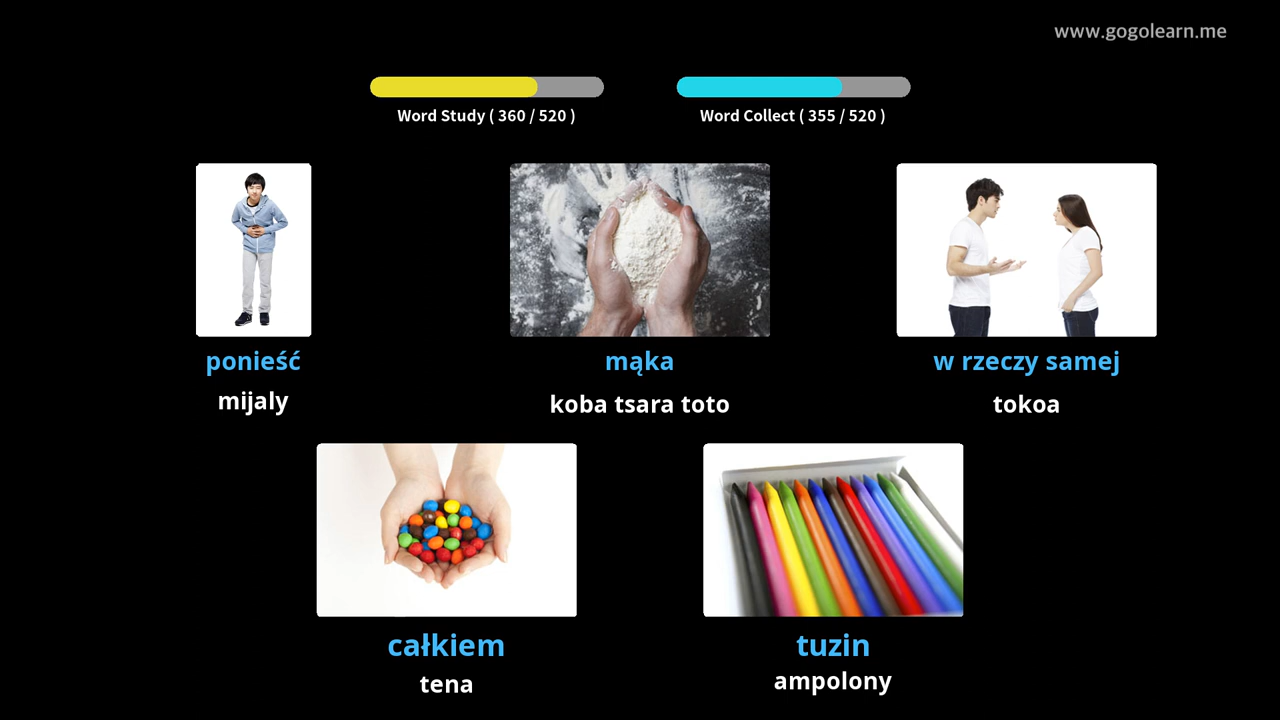 www.gogolearn.me
Word Study ( 360 / 520 )
Word Collect ( 355 / 520 )
ponieść
mijaly
mąka
koba tsara toto
w rzeczy samej
tokoa
całkiem
tena
tuzin
ampolony